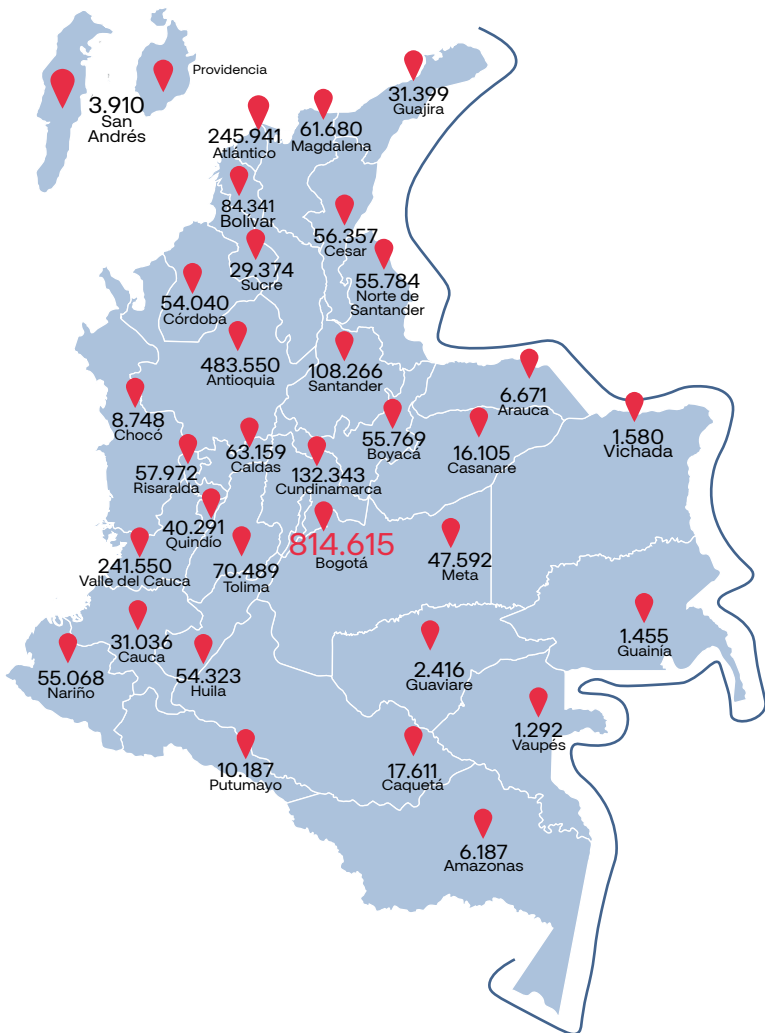 Providencia
3.910
San
Andrés
31.399
Guajira
245.941
Atlántico
61.680
Magdalena
84.341
Bolívar
56.357
Cesar
29.374
Sucre
55.784
Norte de
Santander
54.040
Córdoba
483.550
Antioquia
108.266
Santander
6.671
Arauca
8.748
Chocó
63.159
Caldas
55.769
Boyacá
16.105
Casanare
1.580
Vichada
57.972
Risaralda
132.343
Cundinamarca
40.291
Quindío
814.615
Bogotá
47.592
Meta
241.550
Valle del Cauca
70.489
Tolima
31.036
Cauca
1.455
Guainía
55.068
Nariño
54.323
Huila
2.416
Guaviare
1.292
Vaupés
10.187
Putumayo
17.611
Caquetá
6.187
Amazonas